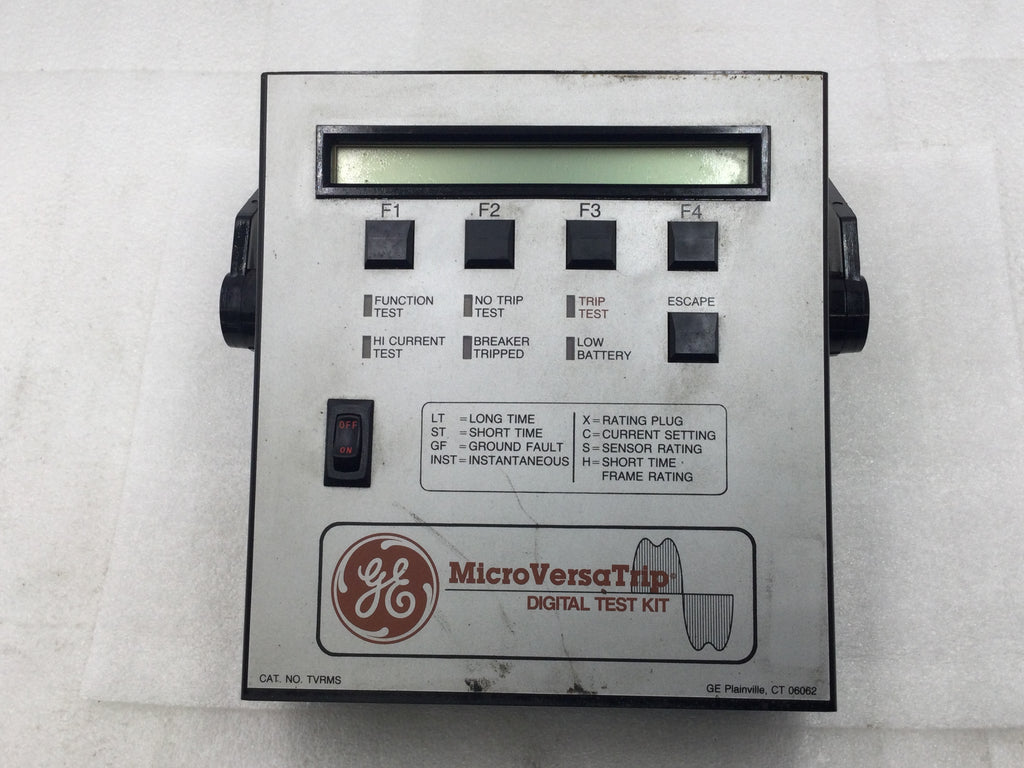 F1 F2 F3 F4
FUNCTION TEST
NO TRIP TEST
TRIP TEST
ESCAPE
HI CURRENT TEST
BREAKER TRIPPED
LOW BATTERY
OFF
ON
LT = LONG TIME
ST = SHORT TIME
GF = GROUND FAULT
INST = INSTANTANEOUS
X = RATING PLUG
C = CURRENT SETTING
S = SENSOR RATING
H = SHORT TIME
FRAME RATING
GE
MicroVersaTrip®
DIGITAL TEST KIT
CAT. NO. TVRMS
GE Plainville, CT 06062